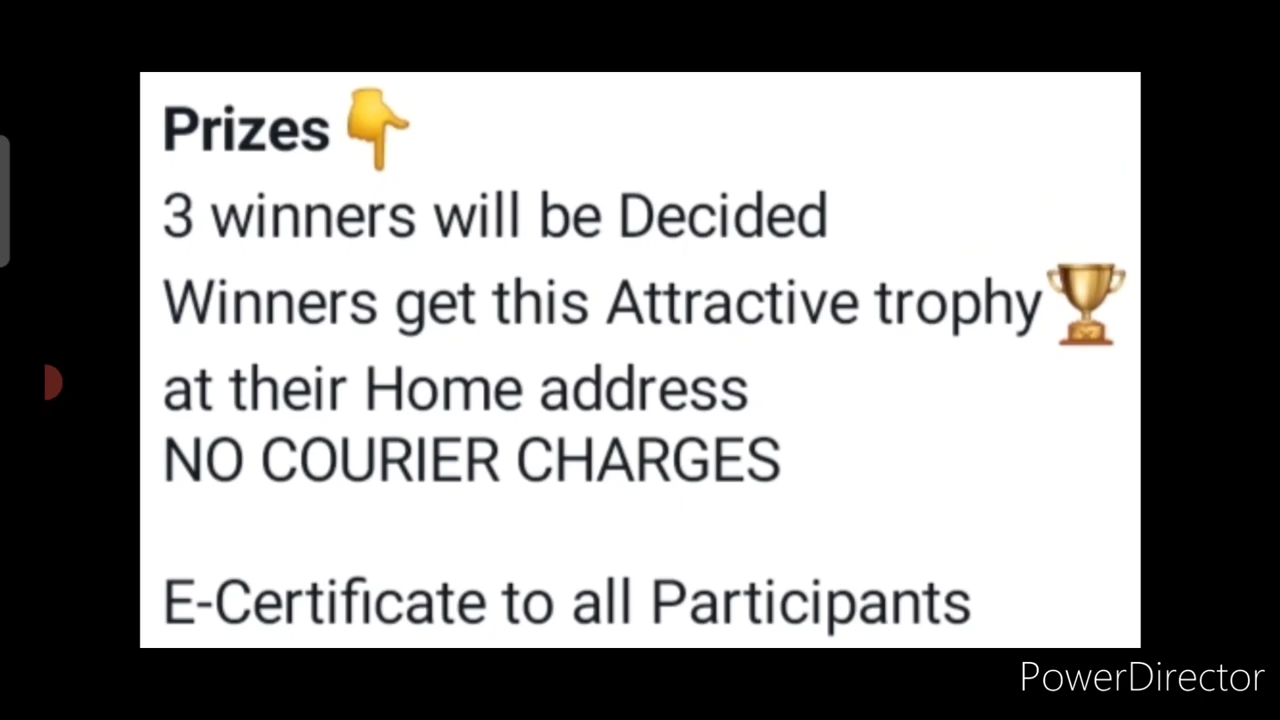 Prizes 👇
3 winners will be Decided
Winners get this Attractive trophy🏆
at their Home address
NO COURIER CHARGES
E-Certificate to all Participants
PowerDirector